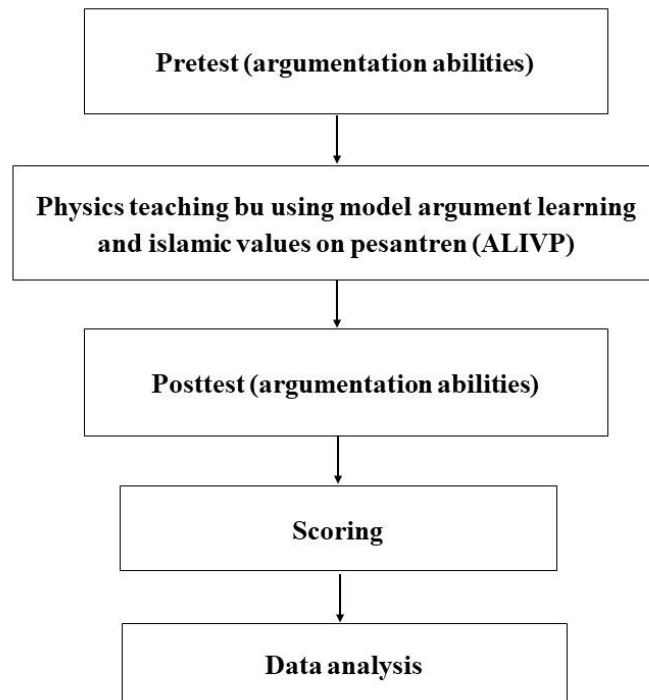 Pretest (argumentation abilities)
Physics teaching bu using model argument learning
and islamic values on pesantren (ALIVP)
Posttest (argumentation abilities)
Scoring
Data analysis